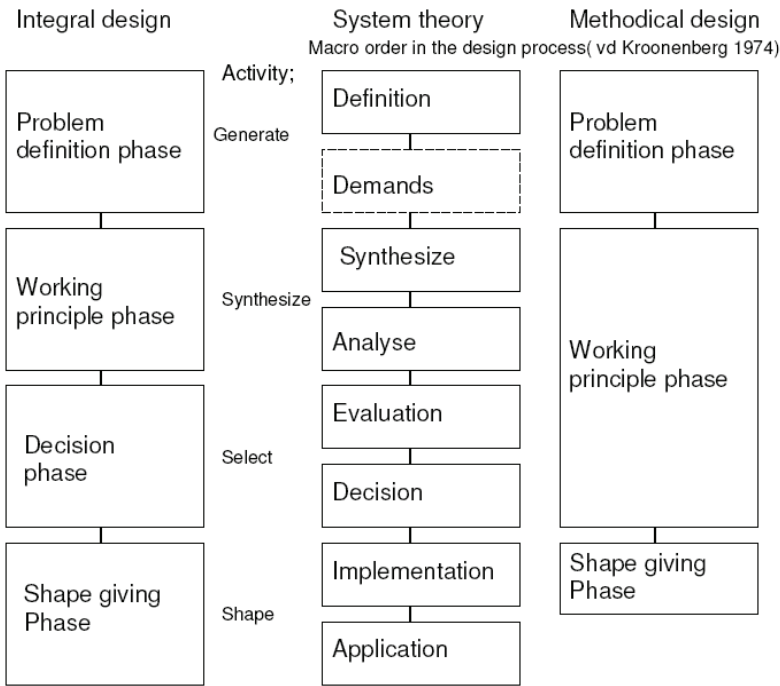 Integral design
System theory
Methodical design
Macro order in the design process( vd Kroonenberg 1974)
Activity;
Problem
definition phase
Generate
Definition
Demands
Problem
definition phase
Working
principle phase
Synthesize
Synthesize
Analyse
Working
principle phase
Decision
phase
Select
Evaluation
Decision
Shape giving
Phase
Shape
Implementation
Application
Shape giving
Phase